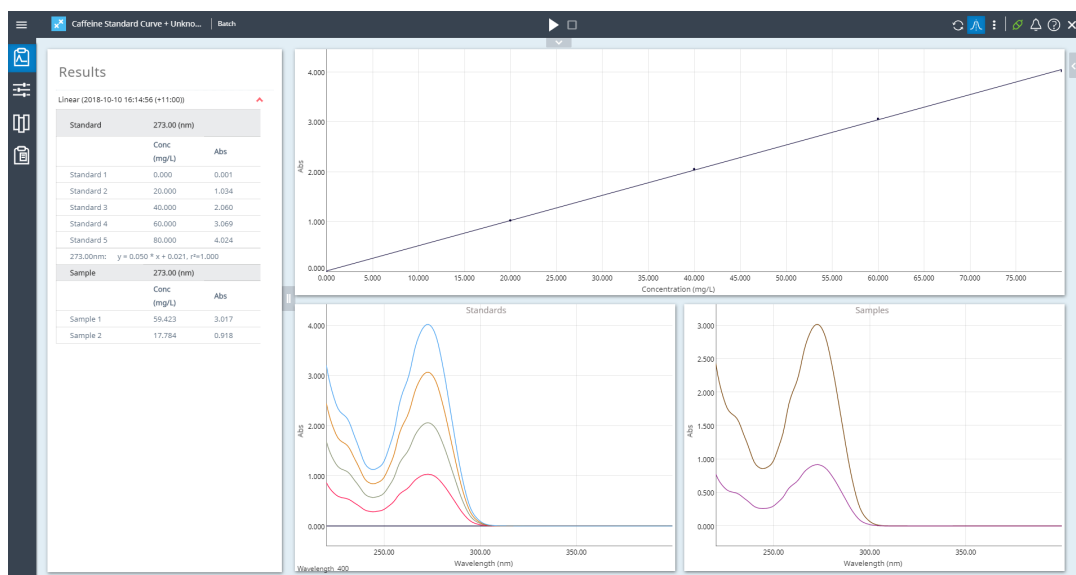 Caffeine Standard Curve + Unkno... Batch
Results
Linear (2018-10-10 16:14:56 (+11:00))
Standard 273.00 (nm)
Conc (mg/L) Abs
Standard 1 0.000 0.001
Standard 2 20.000 1.034
Standard 3 40.000 2.060
Standard 4 60.000 3.069
Standard 5 80.000 4.024
273.00nm: y = 0.050 * x + 0.021, r²=1.000
Sample 273.00 (nm)
Conc (mg/L) Abs
Sample 1 59.423 3.017
Sample 2 17.784 0.918
4.000
3.000
2.000
1.000
0.000
Abs
0.000 5.000 10.000 15.000 20.000 25.000 30.000 35.000 40.000 45.000 50.000 55.000 60.000 65.000 70.000 75.000
Concentration (mg/L)
Standards
4.000
3.000
2.000
1.000
0.000
Abs
250.00 300.00 350.00
Wavelength (nm)
Wavelength 400
Samples
3.000
2.500
2.000
1.500
1.000
0.500
0.000
Abs
250.00 300.00 350.00
Wavelength (nm)